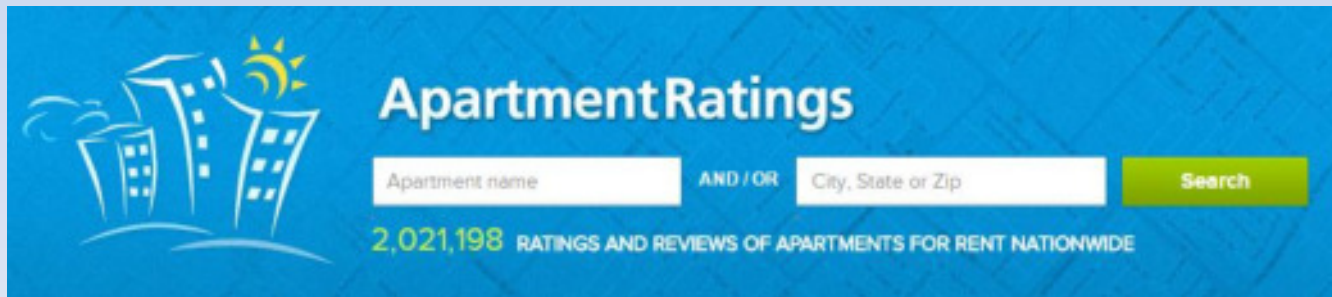 ApartmentRatings
Apartment name AND / OR City, State or Zip Search
2,021,198 RATINGS AND REVIEWS OF APARTMENTS FOR RENT NATIONWIDE